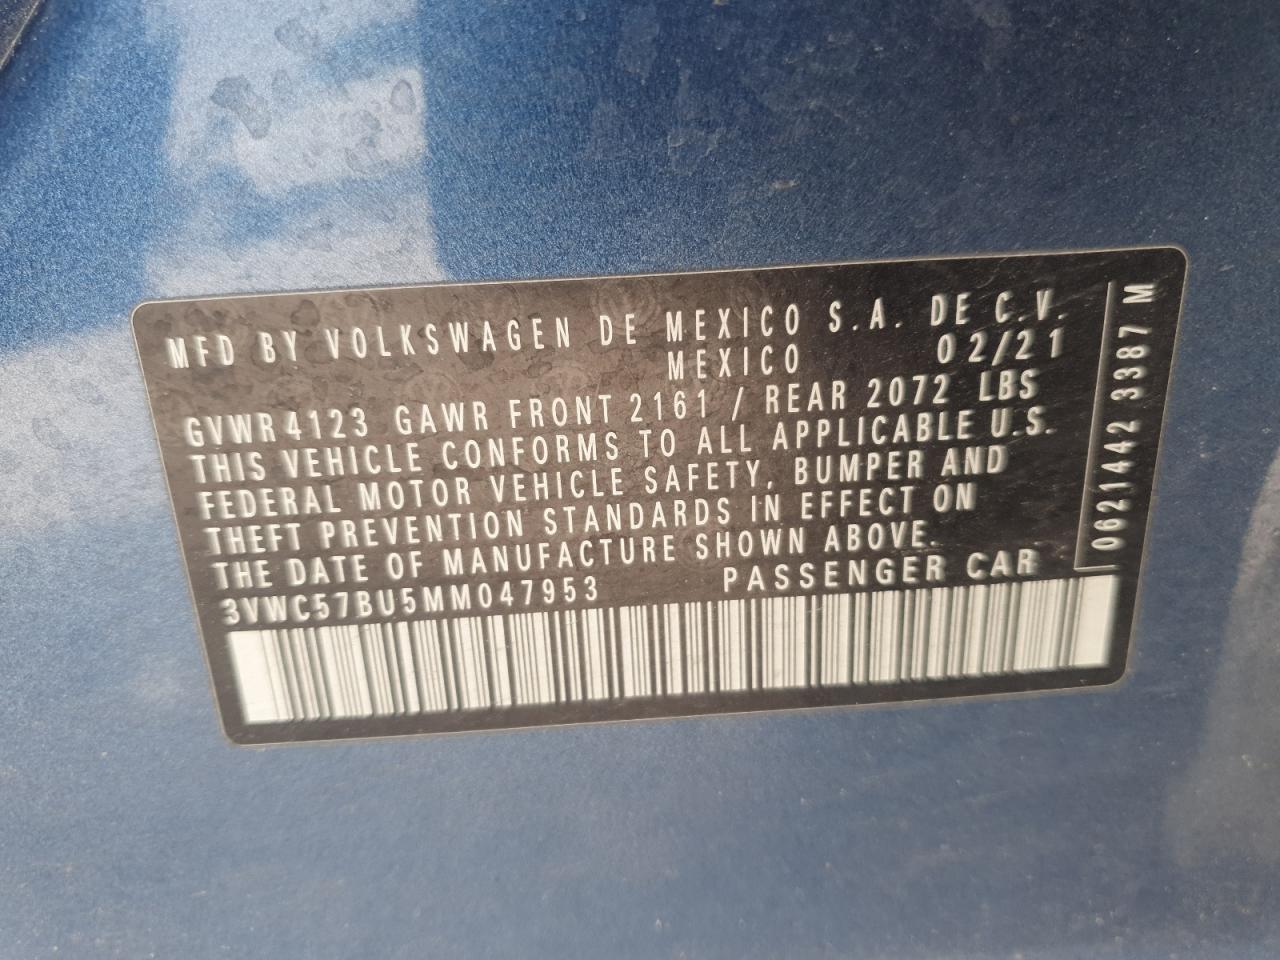 MFD BY VOLKSWAGEN DE MEXICO S.A. DE C.V.
MEXICO 02/21
GVWR 4123 GAWR FRONT 2161 / REAR 2072 LBS
THIS VEHICLE CONFORMS TO ALL APPLICABLE U.S.
FEDERAL MOTOR VEHICLE SAFETY, BUMPER AND
THEFT PREVENTION STANDARDS IN EFFECT ON
THE DATE OF MANUFACTURE SHOWN ABOVE.
3VWC57BU5MM047953 PASSENGER CAR
0621442 3387 M